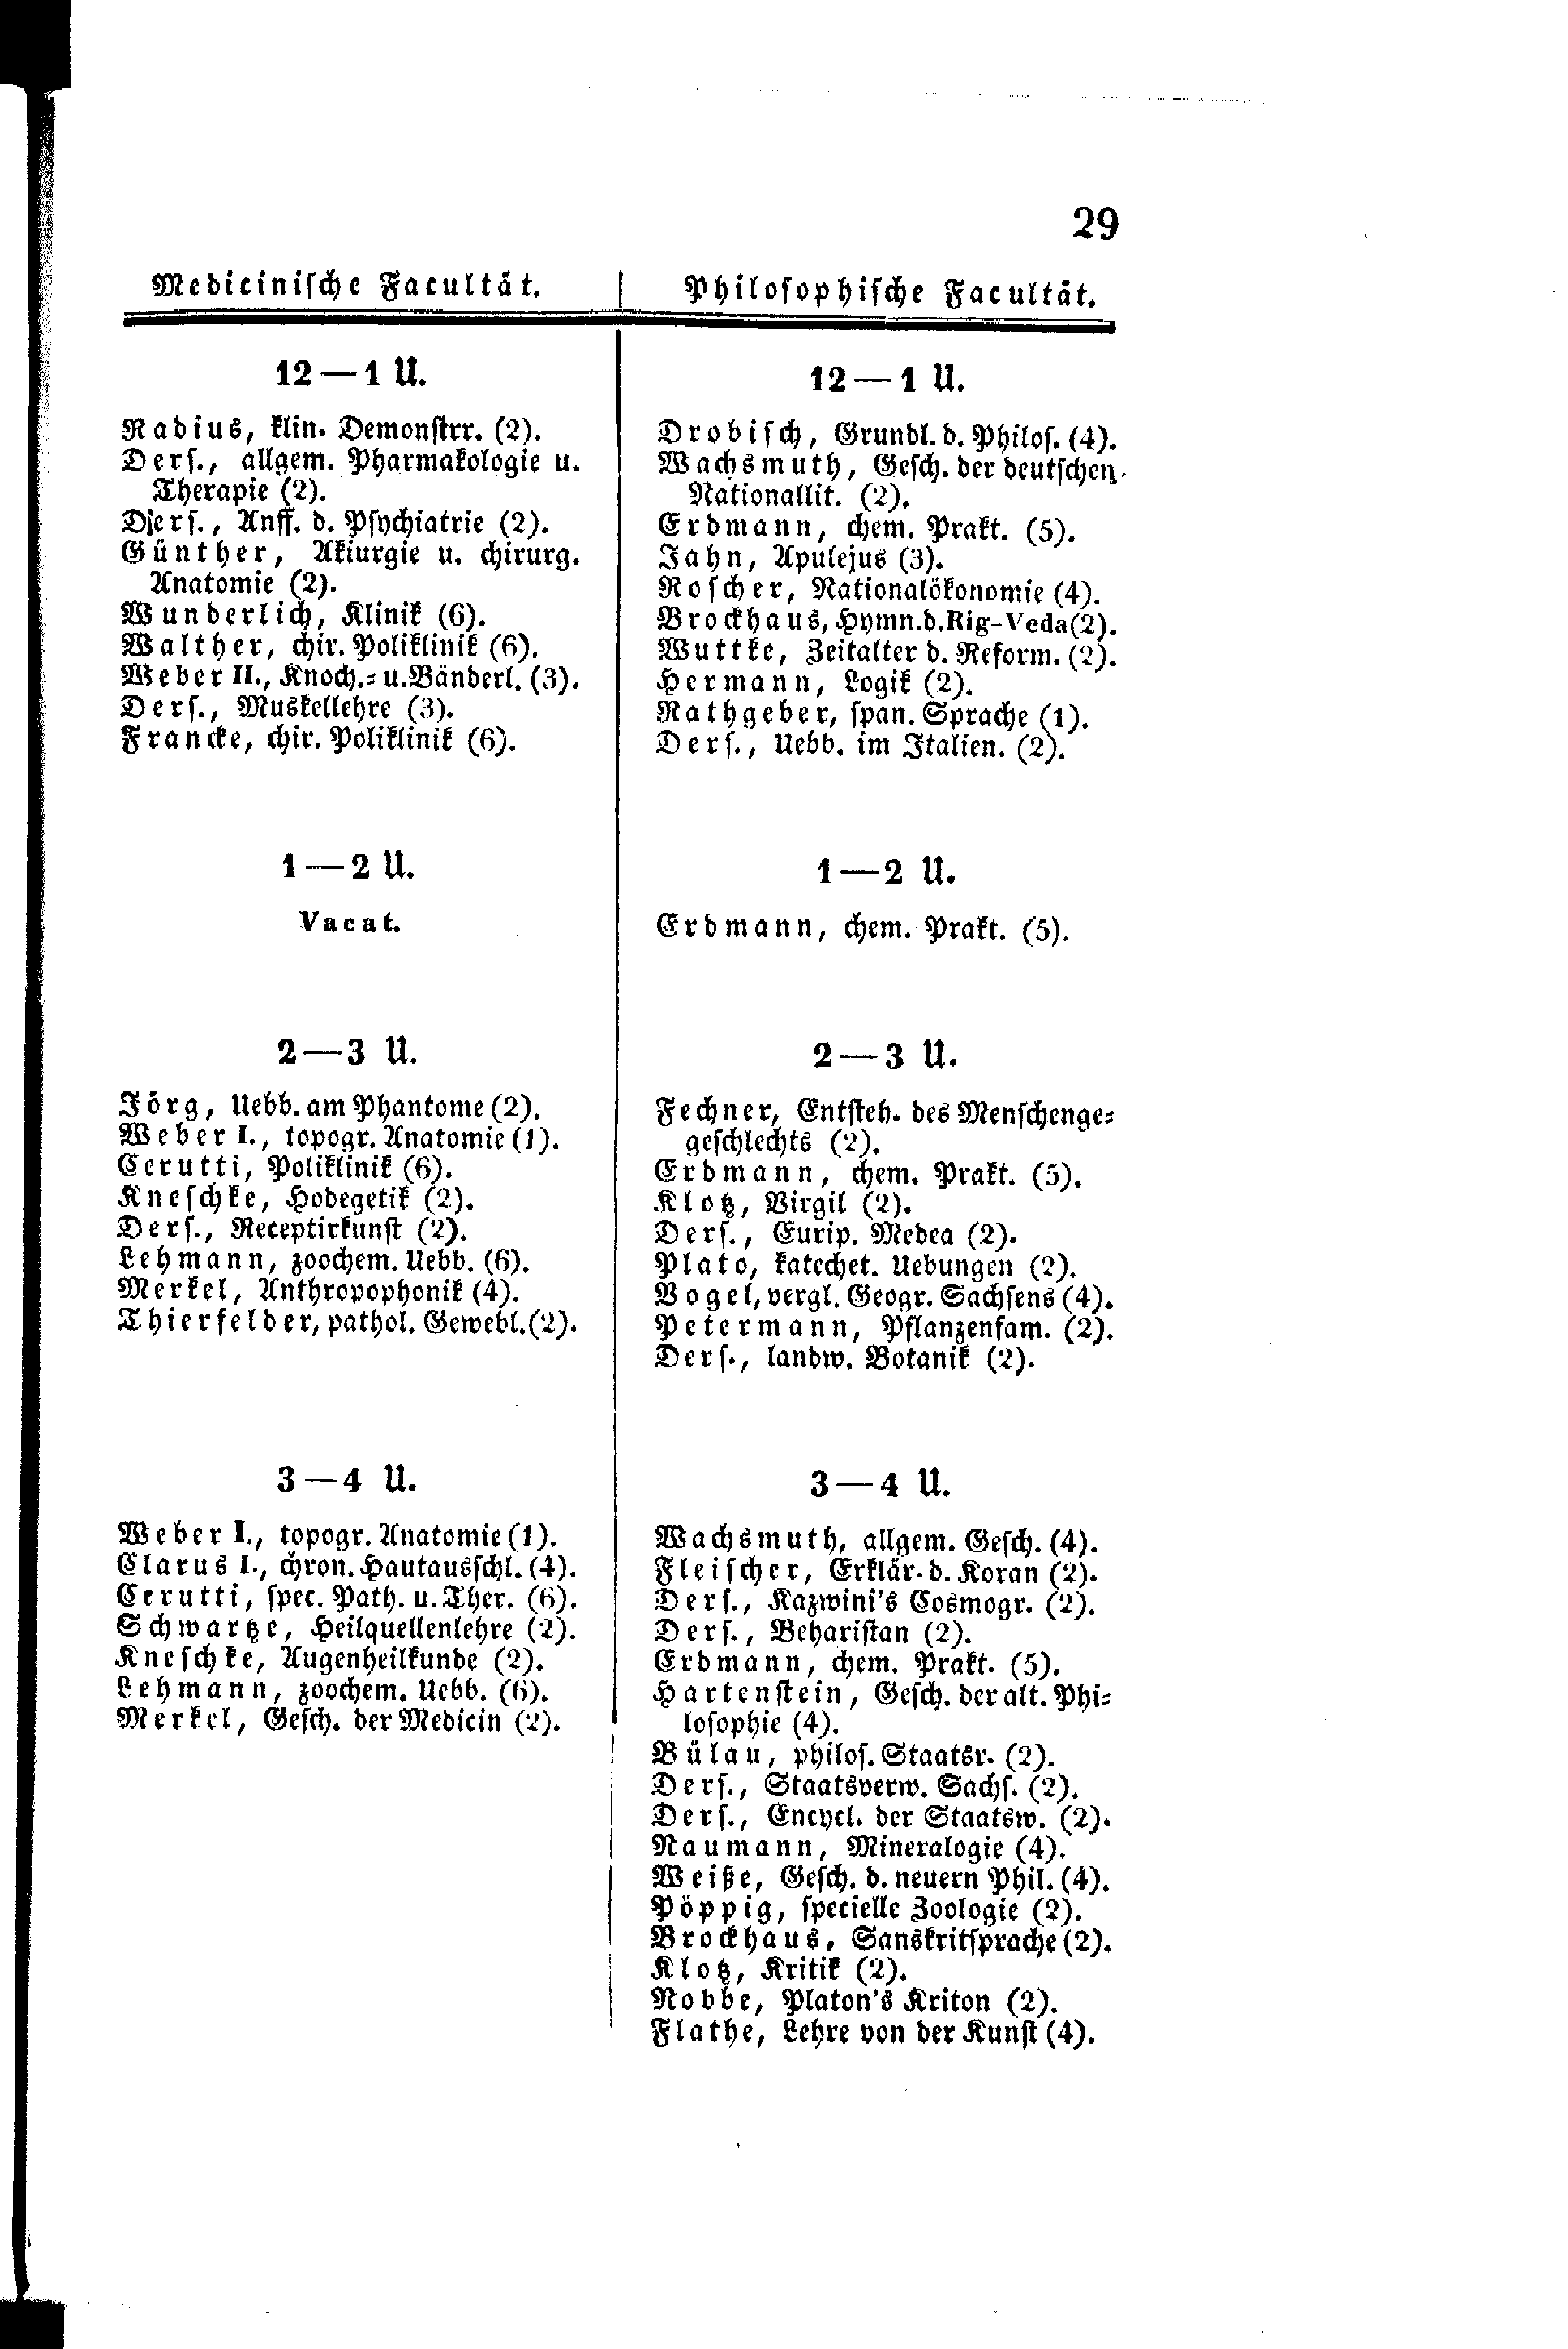 29
Medicinische Facultät.
12—1 U.
Radius, klin. Demonstrr. (2).
Ders., allgem. Pharmakologie u.
Therapie (2).
Ders., Anff. d. Psychiatrie (2).
Günther, Akiurgie u. chirurg.
Anatomie (2).
Wunderlich, Klinik (6).
Walther, chir. Poliklinik (6).
Weber II., Knoch.- u. Bänderl. (3).
Ders., Muskellehre (3).
Francke, chir. Poliklinik (6).
1—2 U.
Vacat.
2—3 U.
Jörg, Uebb. am Phantome (2).
Weber I., topogr. Anatomie (1).
Cerutti, Poliklinik (6).
Kneschke, Hodegetik (2).
Ders., Receptirkunst (2).
Lehmann, zoochem. Uebb. (6).
Merkel, Anthropophonik (4).
Thierfelder, pathol. Gewebl. (2).
3—4 U.
Weber I., topogr. Anatomie (1).
Clarus I., chron. Hautausschl. (4).
Cerutti, spec. Path. u. Ther. (6).
Schwartze, Heilquellenlehre (2).
Kneschke, Augenheilkunde (2).
Lehmann, zoochem. Uebb. (6).
Merkel, Gesch. der Medicin (2).
Philosophische Facultät.
12—1 U.
Drobisch, Grundl. d. Philos. (4).
Wachsmuth, Gesch. der deutschen
Nationallit. (2).
Erdmann, chem. Prakt. (5).
Jahn, Apulejus (3).
Roscher, Nationalökonomie (4).
Brockhaus, Hymn. d. Rig-Veda (2).
Wuttke, Zeitalter d. Reform. (2).
Hermann, Logik (2).
Rathgeber, span. Sprache (1).
Ders., Uebb. im Italien. (2).
1—2 U.
Erdmann, chem. Prakt. (5).
2—3 U.
Fechner, Entsteh. des Menschenge-
geschlechts (2).
Erdmann, chem. Prakt. (5).
Klotz, Virgil (2).
Ders., Eurip. Medea (2).
Plato, katechet. Uebungen (2).
Vogel, vergl. Geogr. Sachsens (4).
Petermann, Pflanzenfam. (2).
Ders., landw. Botanik (2).
3—4 U.
Wachsmuth, allgem. Gesch. (4).
Fleischer, Erklär. d. Koran (2).
Ders., Kazwini's Cosmogr. (2).
Ders., Beharistan (2).
Erdmann, chem. Prakt. (5).
Hartenstein, Gesch. der alt. Phi-
losophie (4).
Bülau, philos. Staatsr. (2).
Ders., Staatsverw. Sachs. (2).
Ders., Encycl. der Staatsw. (2).
Naumann, Mineralogie (4).
Weiße, Gesch. d. neuern Phil. (4).
Pöppig, specielle Zoologie (2).
Brockhaus, Sanskritsprache (2).
Klotz, Kritik (2).
Nobbe, Platon's Kriton (2).
Flathe, Lehre von der Kunst (4).